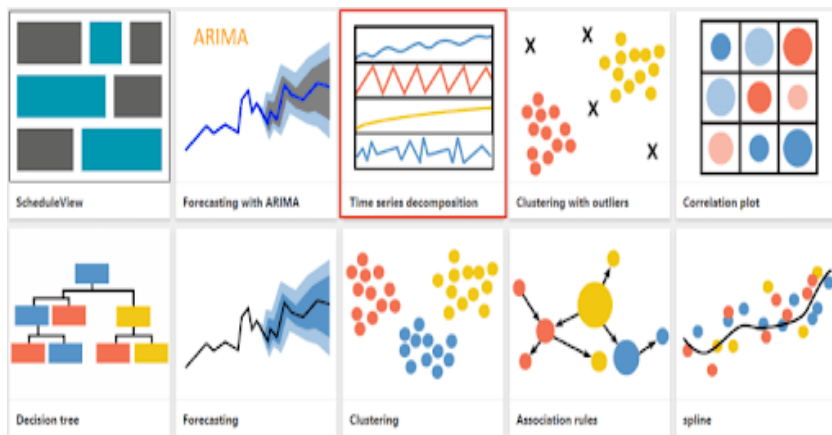 ARIMA
ScheduleView
Forecasting with ARIMA
Time series decomposition
X
X
X
X
Clustering with outliers
Correlation plot
Decision tree
Forecasting
Clustering
Association rules
spline